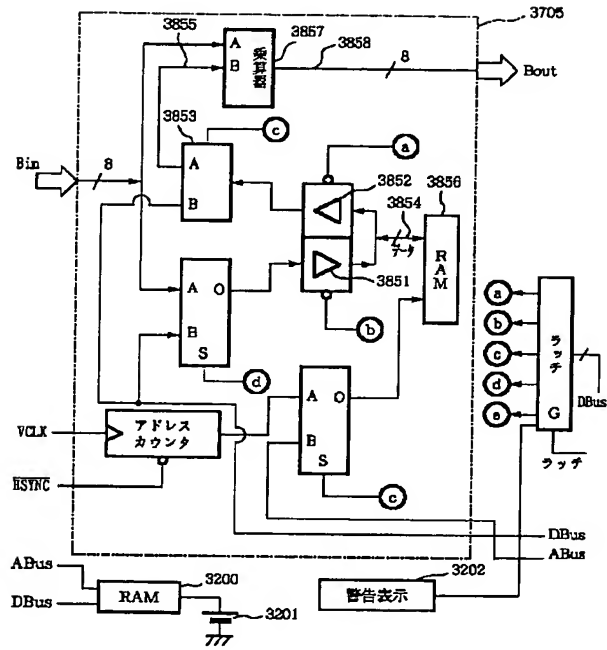 3705
3855
3857
3858
A
B
乗算器
8
Bout
3853
c
a
A
B
Bin
8
3852
3856
3854
データ
RAM
3851
A
O
B
S
b
d
a
b
c
d
e
ラッチ
G
DBus
ラッチ
A
O
B
S
c
VCLX
アドレス
カウンタ
HSYNC
DBus
ABus
ABus
DBus
RAM
3200
3201
3202
警告表示